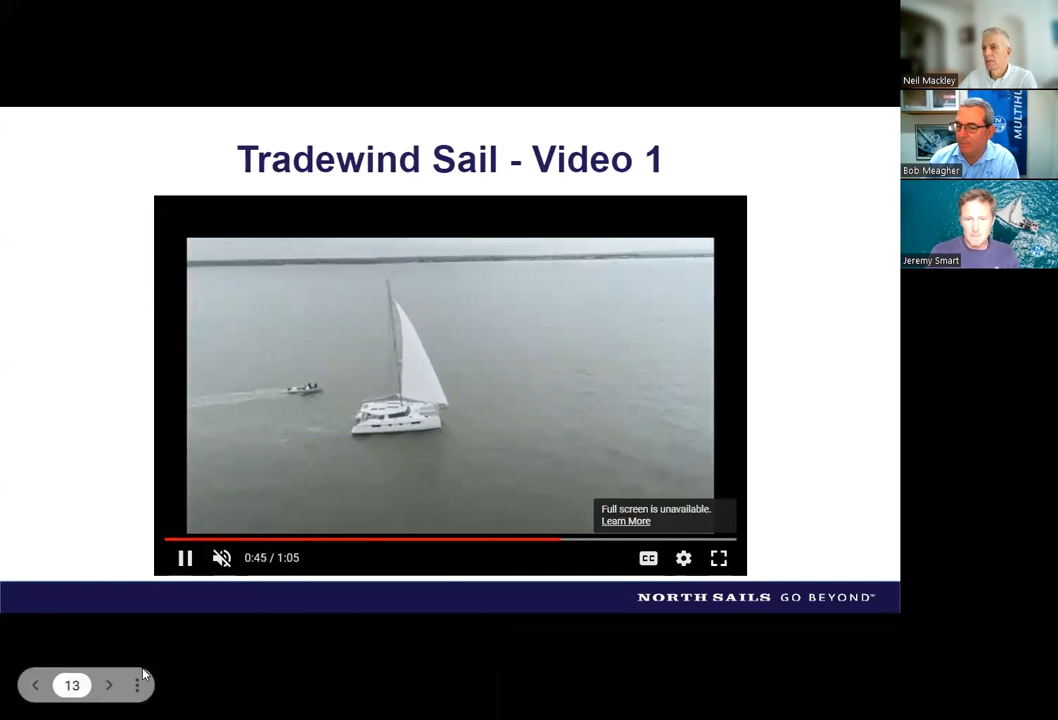 Tradewind Sail - Video 1
Full screen is unavailable.
Learn More
0:45 / 1:05
CC
NORTH SAILS GO BEYOND™
13
Neil Mackley
MULTIHU
N
Bob Meagher
Jeremy Smart